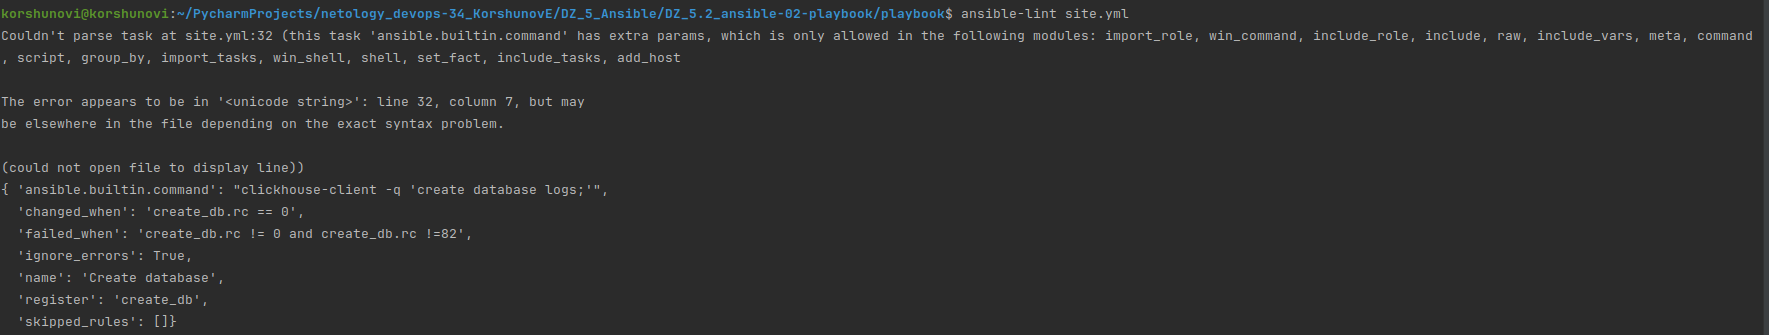 korshunovi@korshunovi:~/PycharmProjects/netology_devops-34_KorshunovE/DZ_5_Ansible/DZ_5.2_ansible-02-playbook/playbook$ ansible-lint site.yml
Couldn't parse task at site.yml:32 (this task 'ansible.builtin.command' has extra params, which is only allowed in the following modules: import_role, win_command, include_role, include, raw, include_vars, meta, command
, script, group_by, import_tasks, win_shell, shell, set_fact, include_tasks, add_host
The error appears to be in '<unicode string>': line 32, column 7, but may
be elsewhere in the file depending on the exact syntax problem.
(could not open file to display line))
{ 'ansible.builtin.command': "clickhouse-client -q 'create database logs;'",
  'changed_when': 'create_db.rc == 0',
  'failed_when': 'create_db.rc != 0 and create_db.rc !=82',
  'ignore_errors': True,
  'name': 'Create database',
  'register': 'create_db',
  'skipped_rules': []}